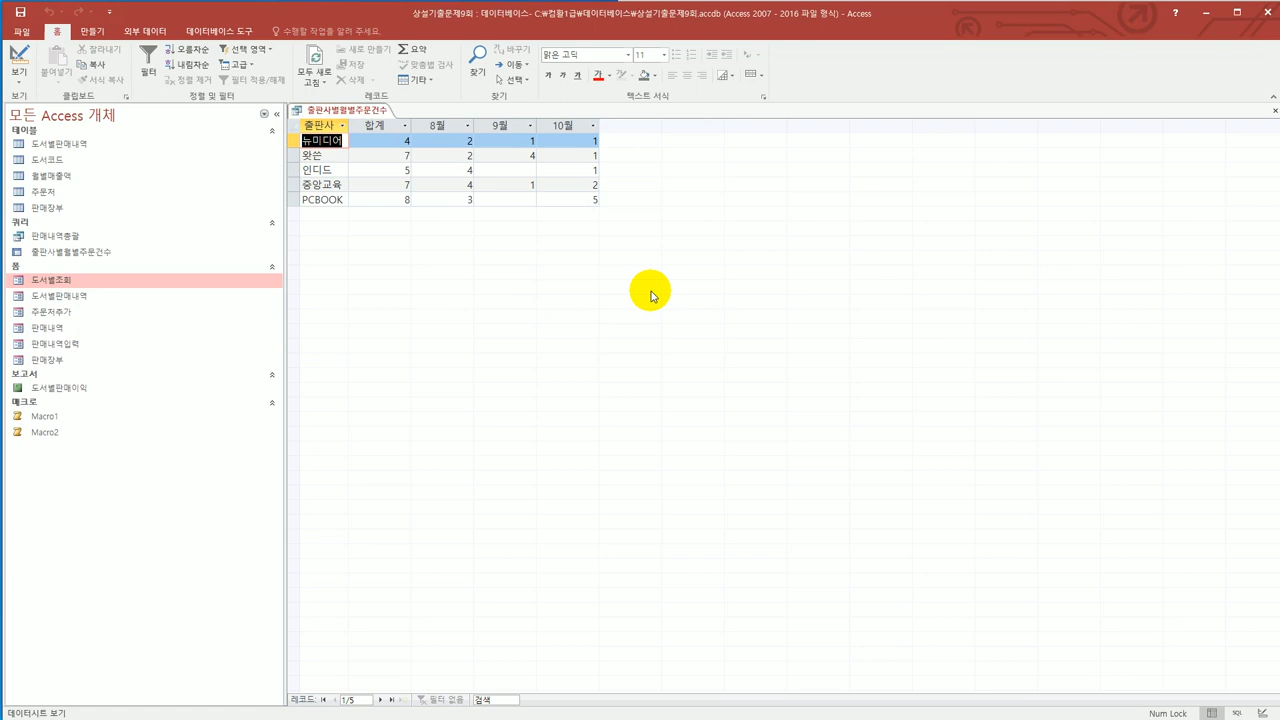 상설기출문제9회 : 데이터베이스- C:₩컴활1급₩데이터베이스₩상설기출문제9회.accdb (Access 2007 - 2016 파일 형식) - Access
파일 홈 만들기 외부 데이터 데이터베이스 도구 수행할 작업을 알려 주세요.
보기
보기
붙여넣기
잘라내기
복사
서식 복사
클립보드
필터
오름차순
내림차순
정렬 제거
선택 영역
고급
필터 적용/해제
정렬 및 필터
모두 새로
고침
새로 만들기
저장
삭제
요약
맞춤법 검사
기타
레코드
찾기
바꾸기
이동
선택
찾기
맑은 고딕 11
가 가 가 가
텍스트 서식
모든 Access 개체
테이블
도서별판매내역
도서코드
월별매출액
주문저
판매장부
쿼리
판매내역총괄
출판사별월별주문건수
폼
도서별조회
도서별판매내역
주문저추가
판매내역
판매내역입력
판매장부
보고서
도서별판매이익
매크로
Macro1
Macro2
출판사별월별주문건수
출판사 합계 8월 9월 10월
뉴미디어 4 2 1 1
왓쓴 7 2 4 1
인디드 5 4 1
중앙교육 7 4 1 2
PCBOOK 8 3 5
레코드: 1/5 필터 없음 검색
데이터시트 보기 Num Lock SQL